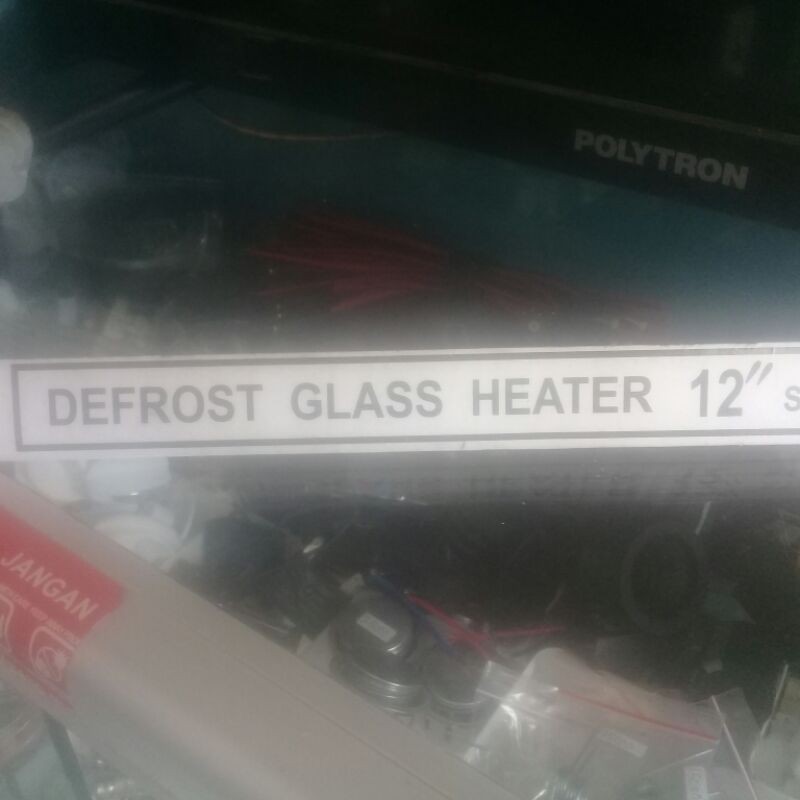 POLYTRON
DEFROST GLASS HEATER 12" S
JANGAN